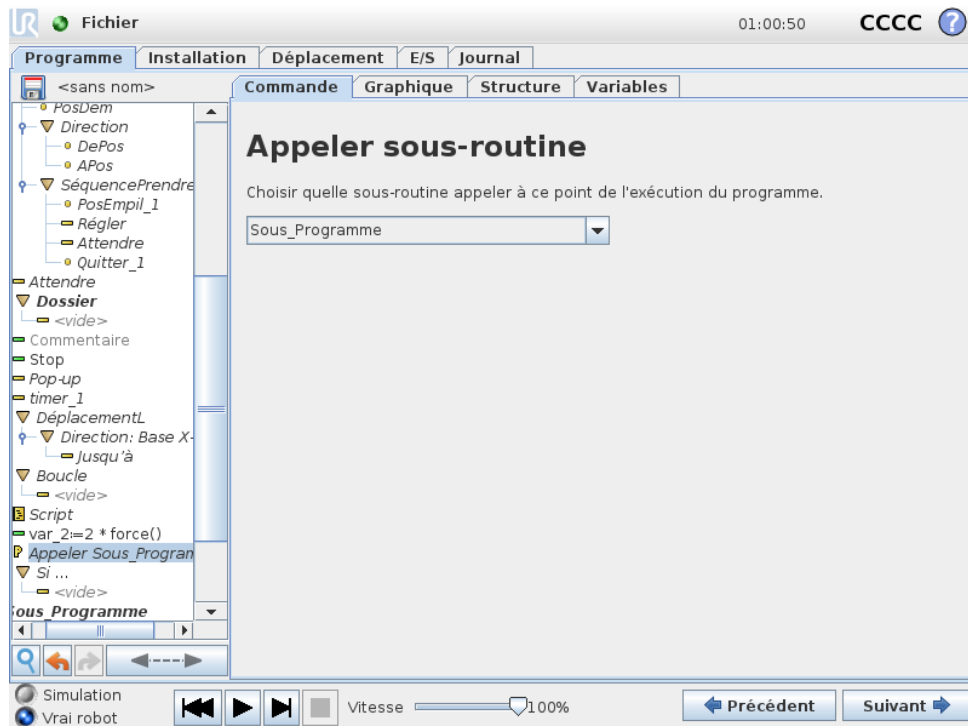 UR Fichier 01:00:50 CCCC ?
Programme Installation Déplacement E/S Journal
<sans nom>
Commande Graphique Structure Variables
PosDem
Direction
DePos
APos
SéquencePrendre
PosEmpil_1
Régler
Attendre
Quitter_1
Attendre
Dossier
<vide>
Commentaire
Stop
Pop-up
timer_1
DéplacementL
Direction: Base X-
Jusqu'à
Boucle
<vide>
Script
var_2:=2 * force()
Appeler Sous_Program
Si ...
<vide>
Sous_Programme
Appeler sous-routine
Choisir quelle sous-routine appeler à ce point de l'exécution du programme.
Sous_Programme
Simulation
Vrai robot
Vitesse 100%
Précédent Suivant